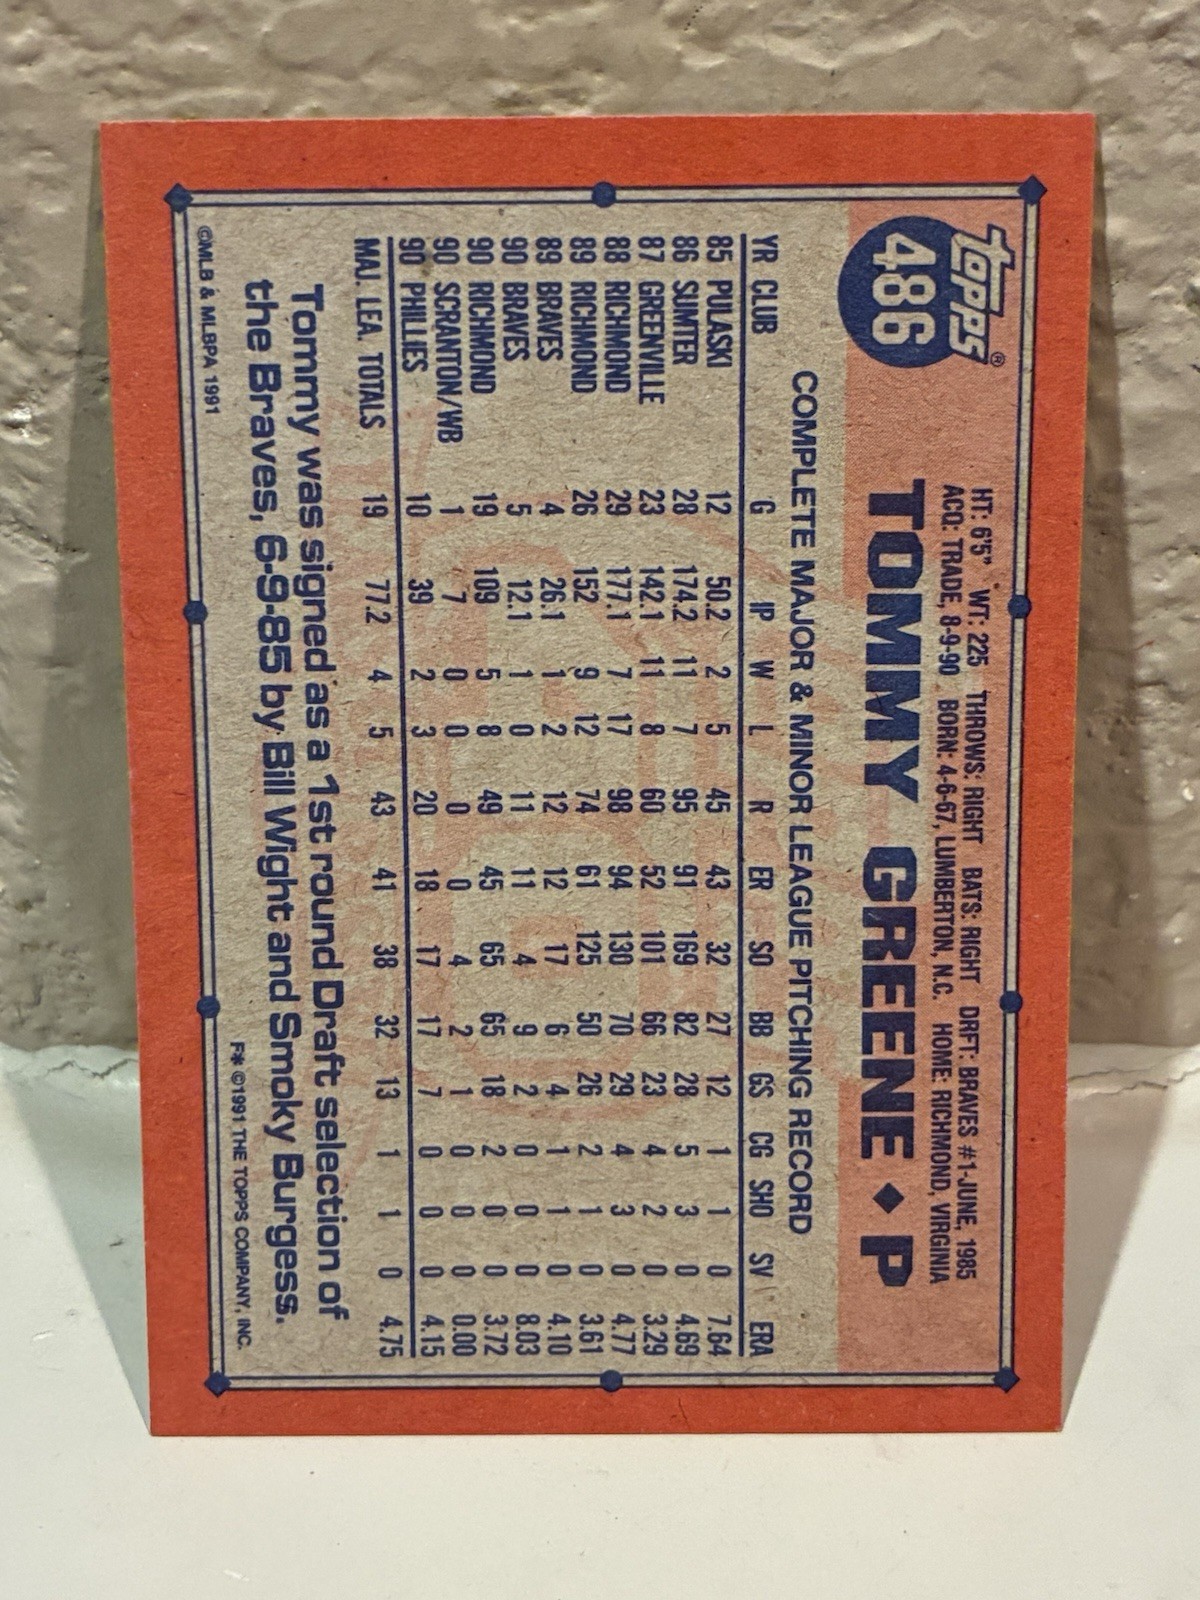 topps®
486
HT: 6'5" WT: 225 THROWS: RIGHT BATS: RIGHT DRFT: BRAVES #1-JUNE, 1985
ACQ: TRADE, 8-9-90 BORN: 4-6-67, LUMBERTON, N.C. HOME: RICHMOND, VIRGINIA
TOMMY GREENE ♦ P
COMPLETE MAJOR & MINOR LEAGUE PITCHING RECORD
YR CLUB G IP W L R ER SO BB GS CG SHO SV ERA
85 PULASKI 12 50.2 2 5 45 43 32 27 12 1 1 0 7.64
86 SUMTER 28 174.2 11 7 95 91 169 82 28 5 3 0 4.69
87 GREENVILLE 23 142.1 11 8 60 52 101 66 23 4 2 0 3.29
88 RICHMOND 29 177.1 7 17 98 94 130 70 29 4 3 0 4.77
89 RICHMOND 26 152 9 12 74 61 125 50 26 2 1 0 3.61
89 BRAVES 4 26.1 1 2 12 12 17 6 4 1 1 0 4.10
90 BRAVES 5 12.1 1 0 11 11 4 9 2 0 0 0 8.03
90 RICHMOND 19 109 5 8 49 45 65 65 18 2 0 0 3.72
90 SCRANTON/WB 1 7 0 0 0 0 4 2 1 0 0 0 0.00
90 PHILLIES 10 39 2 3 20 18 17 17 7 0 0 0 4.15
MAJ. LEA. TOTALS 19 77.2 4 5 43 41 38 32 13 1 1 0 4.75
Tommy was signed as a 1st round Draft selection of
the Braves, 6-9-85 by Bill Wight and Smoky Burgess.
©MLB & MLBPA 1991
F* ©1991 THE TOPPS COMPANY, INC.